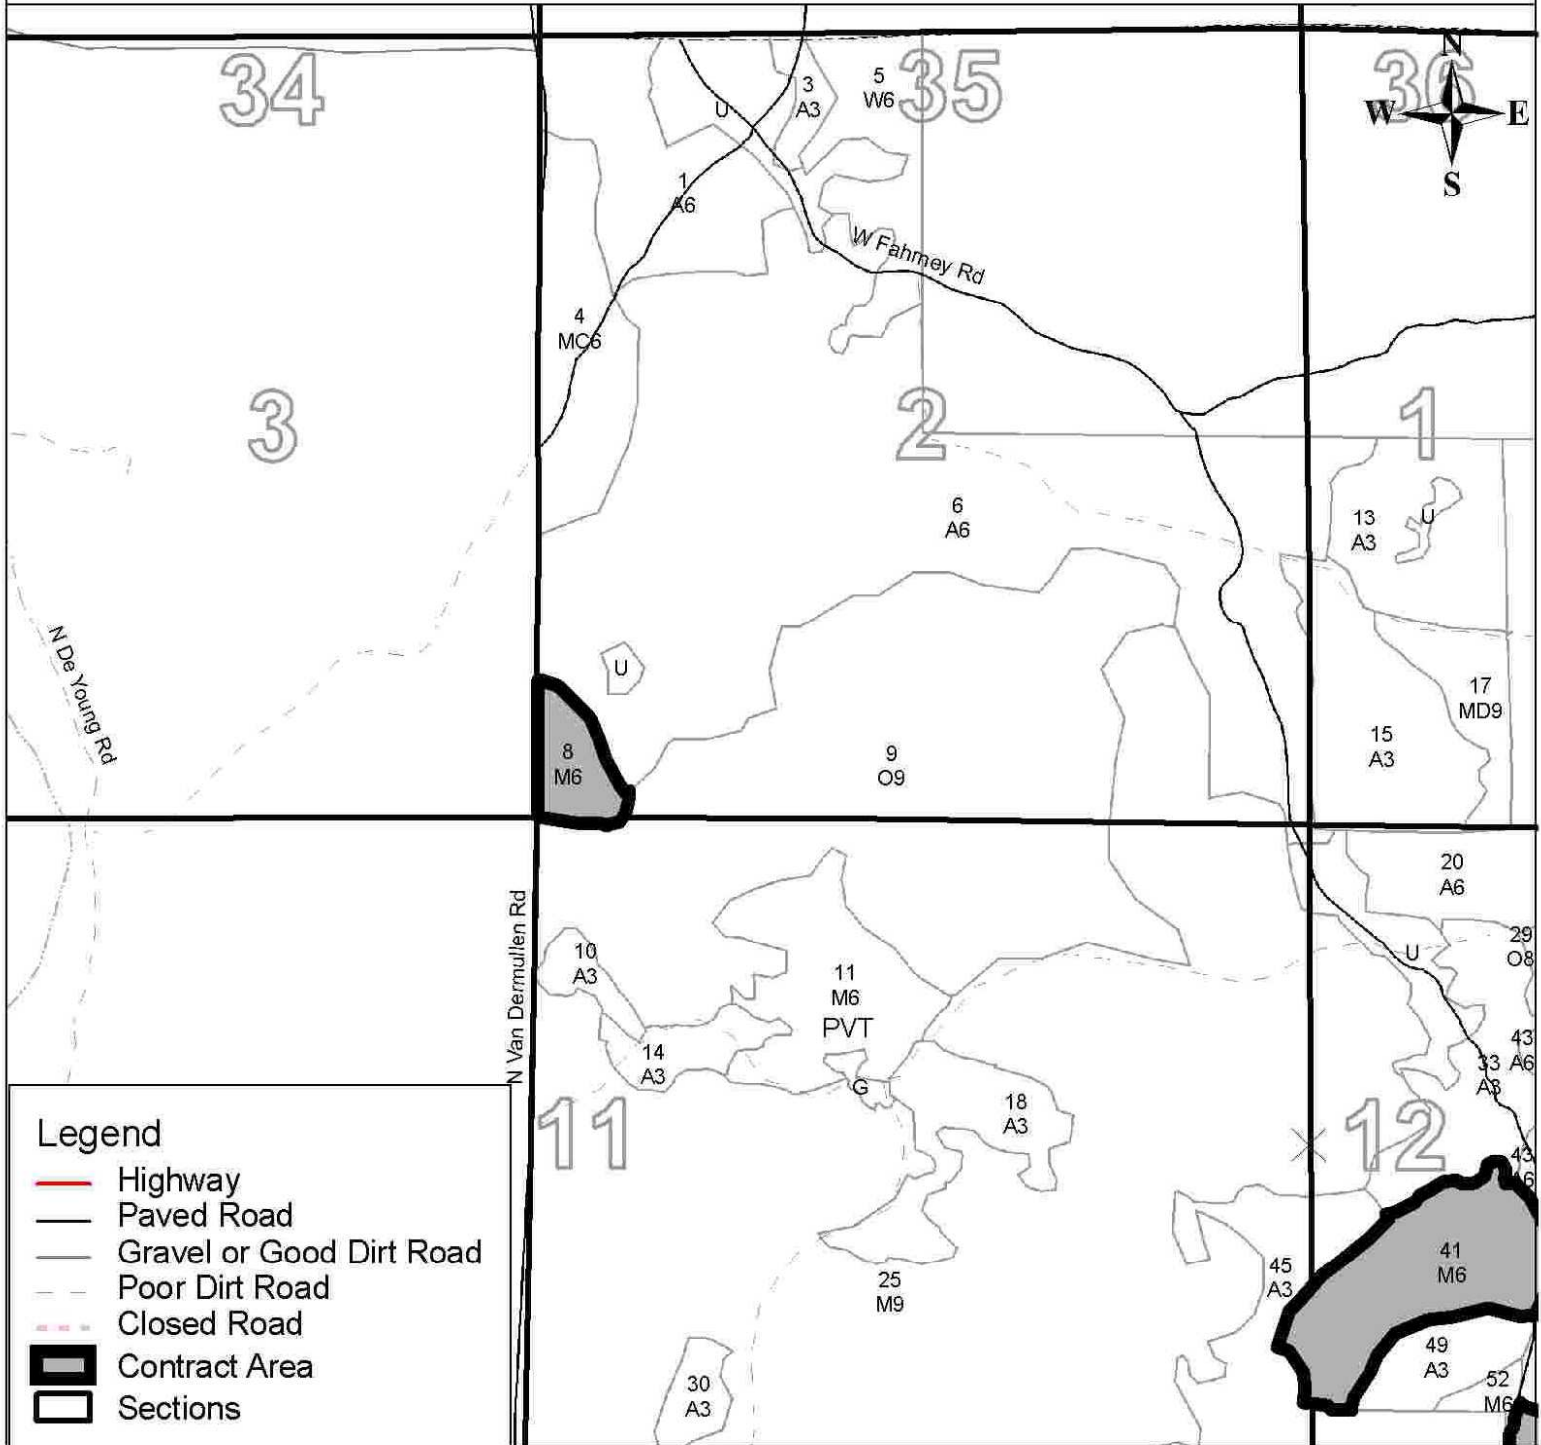 34
35
36
N
W E
S
3
A3
5
W6
U
1
A6
W Fahrney Rd
4
MC6
3
2
1
6
A6
13
A3
U
N De Young Rd
U
17
MD9
15
A3
8
M6
9
O9
20
A6
N Van Dermullen Rd
10
A3
11
M6
PVT
U
29
O8
14
A3
G
18
A3
43
A6
33
A3
11
12
43
A6
25
M9
45
A3
41
M6
49
A3
30
A3
52
M6
Legend
Highway
Paved Road
Gravel or Good Dirt Road
Poor Dirt Road
Closed Road
Contract Area
Sections